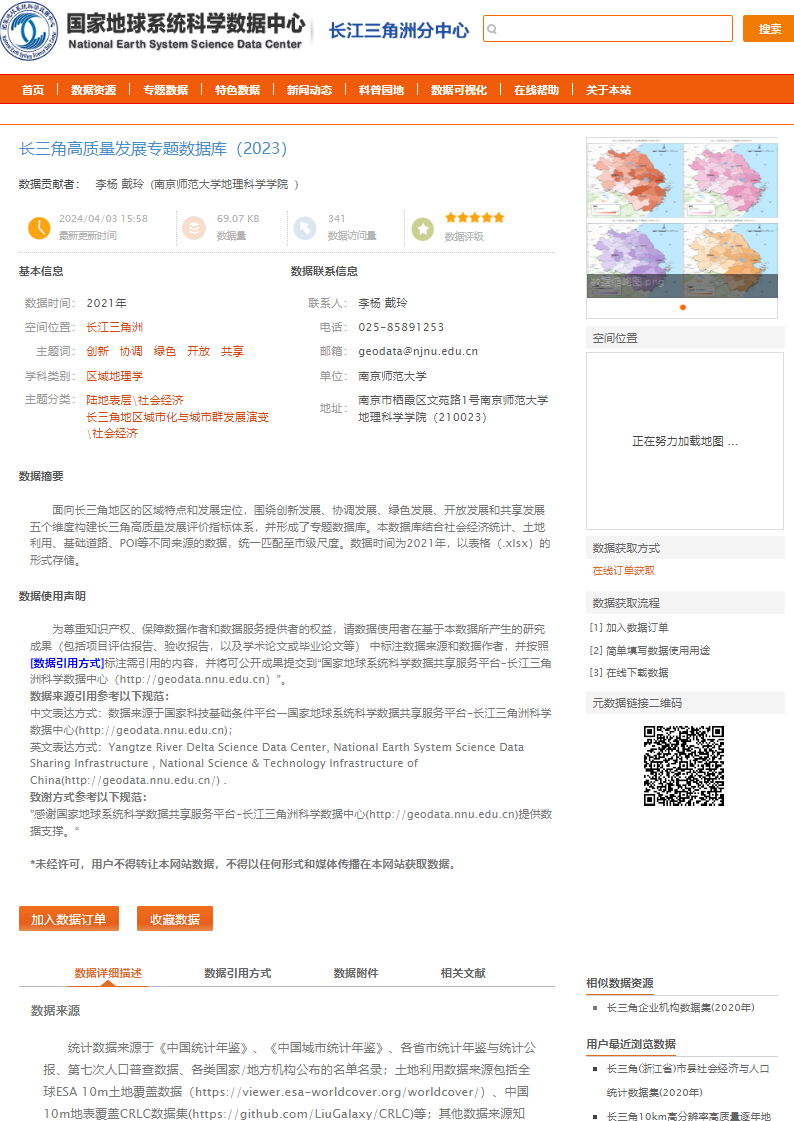 国家地球系统科学数据中心
National Earth System Science Data Center
长江三角洲分中心
搜索
首页 数据资源 专题数据 特色数据 新闻动态 科普园地 数据可视化 在线帮助 关于本站
长三角高质量发展专题数据库（2023）
数据贡献者： 李杨 戴玲 (南京师范大学地理科学学院 ）
2024/04/03 15:58
最新更新时间
69.07 KB
数据量
341
数据访问量
数据评级
基本信息
数据时间： 2021年
空间位置： 长江三角洲
主题词： 创新 协调 绿色 开放 共享
学科类别： 区域地理学
主题分类： 陆地表层\社会经济
长三角地区城市化与城市群发展演变
\社会经济
数据联系信息
联系人： 李杨 戴玲
电话： 025-85891253
邮箱： geodata@njnu.edu.cn
单位： 南京师范大学
地址： 南京市栖霞区文苑路1号南京师范大学
地理科学学院（210023）
数据摘要
面向长三角地区的区域特点和发展定位，围绕创新发展、协调发展、绿色发展、开放发展和共享发展
五个维度构建长三角高质量发展评价指标体系，并形成了专题数据库。本数据库结合社会经济统计、土地
利用、基础道路、POI等不同来源的数据，统一匹配至市级尺度。数据时间为2021年，以表格（.xlsx）的
形式存储。
数据使用声明
为尊重知识产权、保障数据作者和数据服务提供者的权益，请数据使用者在基于本数据所产生的研究
成果（包括项目评估报告、验收报告，以及学术论文或毕业论文等） 中标注数据来源和数据作者，并按照
[数据引用方式]标注需引用的内容，并将可公开成果提交到“国家地球系统科学数据共享服务平台-长江三角
洲科学数据中心（http://geodata.nnu.edu.cn）”。
数据来源引用参考以下规范：
中文表达方式：数据来源于国家科技基础条件平台—国家地球系统科学数据共享服务平台-长江三角洲科学
数据中心(http://geodata.nnu.edu.cn);
英文表达方式：Yangtze River Delta Science Data Center, National Earth System Science Data
Sharing Infrastructure , National Science & Technology Infrastructure of
China(http://geodata.nnu.edu.cn/) .
致谢方式参考以下规范：
”感谢国家地球系统科学数据共享服务平台-长江三角洲科学数据中心(http://geodata.nnu.edu.cn)提供数
据支撑。“
*未经许可，用户不得转让本网站数据，不得以任何形式和媒体传播在本网站获取数据。
加入数据订单 收藏数据
数据详细描述 数据引用方式 数据附件 相关文献
数据来源
统计数据来源于《中国统计年鉴》、《中国城市统计年鉴》、各省市统计年鉴与统计公
报、第七次人口普查数据、各类国家/地方机构公布的名单名录；土地利用数据来源包括全
球ESA 10m土地覆盖数据（https://viewer.esa-worldcover.org/worldcover/）、中国
10m地表覆盖CRLC数据集(https://github.com/LiuGalaxy/CRLC)等；其他数据来源知
空间位置
正在努力加载地图 ...
数据获取方式
在线订单获取
数据获取流程
[1] 加入数据订单
[2] 简单填写数据使用用途
[3] 在线下载数据
元数据链接二维码
相似数据资源
长三角企业机构数据集(2020年)
用户最近浏览数据
长三角(浙江省)市县社会经济与人口
统计数据集(2020年)
长三角10km高分辨率高质量逐年地